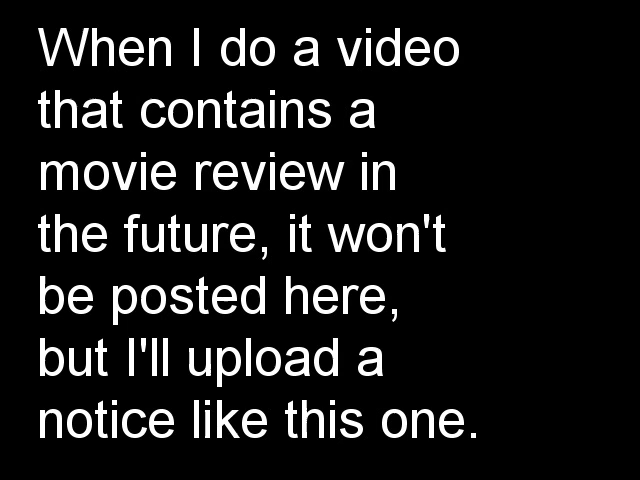 When I do a video
that contains a
movie review in
the future, it won't
be posted here,
but I'll upload a
notice like this one.